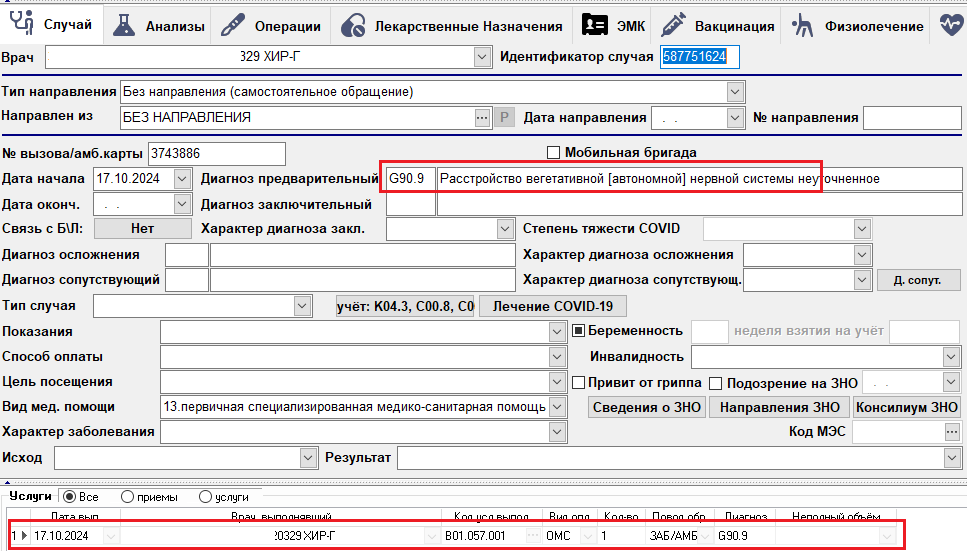 Случай Анализы Операции Лекарственные Назначения ЭМК Вакцинация Физиолечение
Врач 329 ХИР-Г Идентификатор случая 587751624
Тип направления Без направления (самостоятельное обращение)
Направлен из БЕЗ НАПРАВЛЕНИЯ ... Р Дата направления . . № направления
№ вызова/амб.карты 3743886 Мобильная бригада
Дата начала 17.10.2024 Диагноз предварительный G90.9 Расстройство вегетативной [автономной] нервной системы неуточненное
Дата оконч. . . Диагноз заключительный
Связь с Б\Л: Нет Характер диагноза закл. Степень тяжести COVID
Диагноз осложнения Характер диагноза осложнения
Диагноз сопутствующий Характер диагноза сопутствующ. Д. сопут.
Тип случая учёт: K04.3, C00.8, C0 Лечение COVID-19
Показания Беременность неделя взятия на учёт
Способ оплаты Инвалидность
Цель посещения Привит от гриппа Подозрение на ЗНО . .
Вид мед. помощи 13.первичная специализированная медико-санитарная помощь Сведения о ЗНО Направления ЗНО Консилиум ЗНО
Характер заболевания Код МЭС ...
Исход Результат
Услуги Все приемы услуги
Дата вып Врач, выполнявший Код усл выпол Вид опл Кол-во Повод обр Диагноз Неполный объём
1 17.10.2024 20329 ХИР-Г B01.057.001 ... ОМС 1 ЗАБ/АМБ G90.9